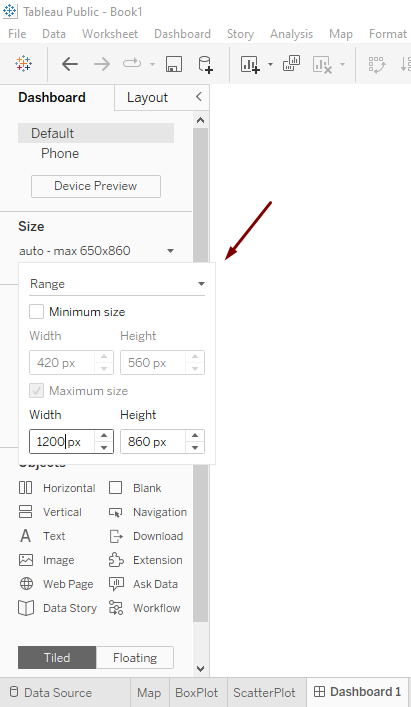 Tableau Public - Book1
File Data Worksheet Dashboard Story Analysis Map Format
Dashboard Layout
Default
Phone
Device Preview
Size
auto - max 650x860
Range
Minimum size
Width Height
420 px 560 px
Maximum size
Width Height
1200 px 860 px
Objects
Horizontal Blank
Vertical Navigation
A Text Download
Image Extension
Web Page Ask Data
Data Story Workflow
Tiled Floating
Data Source Map BoxPlot ScatterPlot Dashboard 1